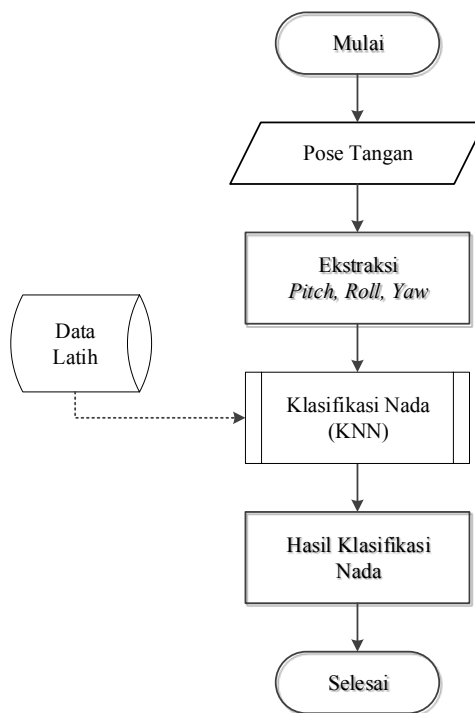 Mulai
Pose Tangan
Ekstraksi
Pitch, Roll, Yaw
Data
Latih
Klasifikasi Nada
(KNN)
Hasil Klasifikasi
Nada
Selesai